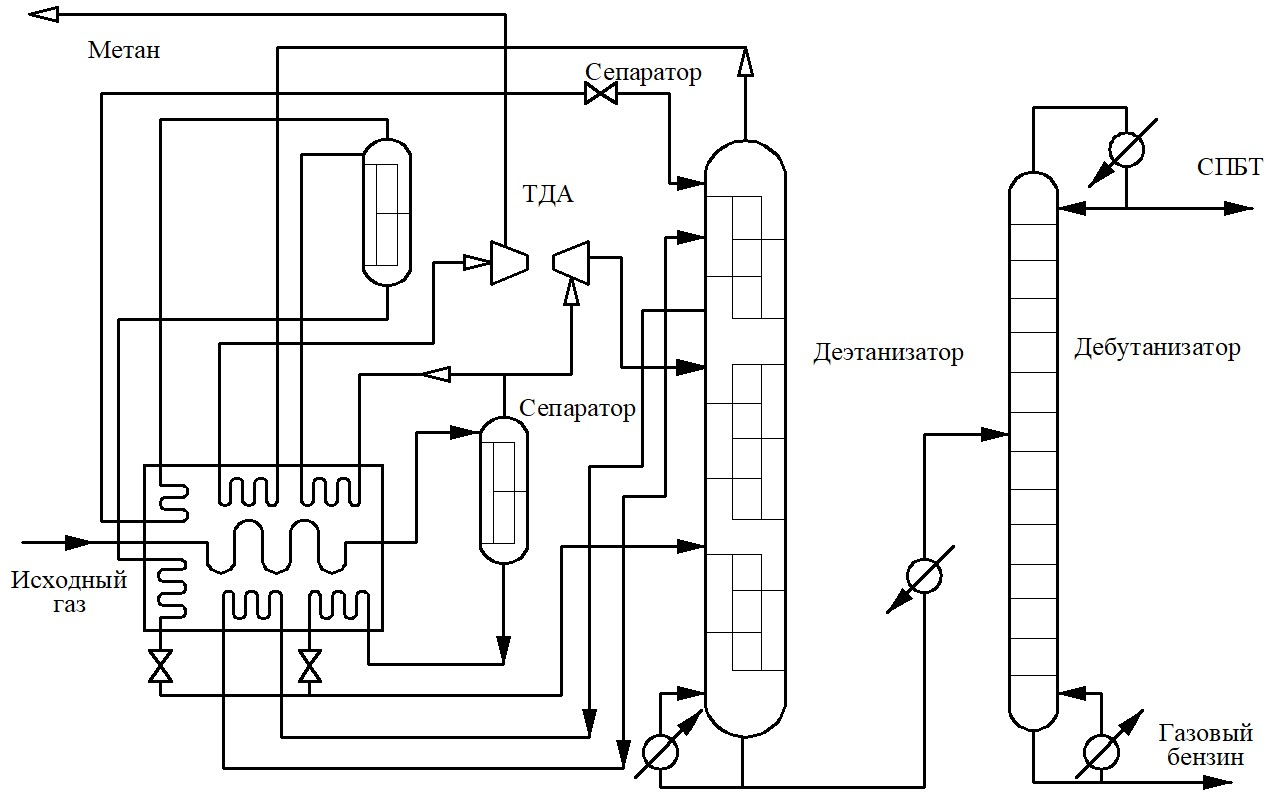 Метан
Сепаратор
СПБТ
ТДА
Деэтанизатор
Дебутанизатор
Сепаратор
Исходный
газ
Газовый
бензин